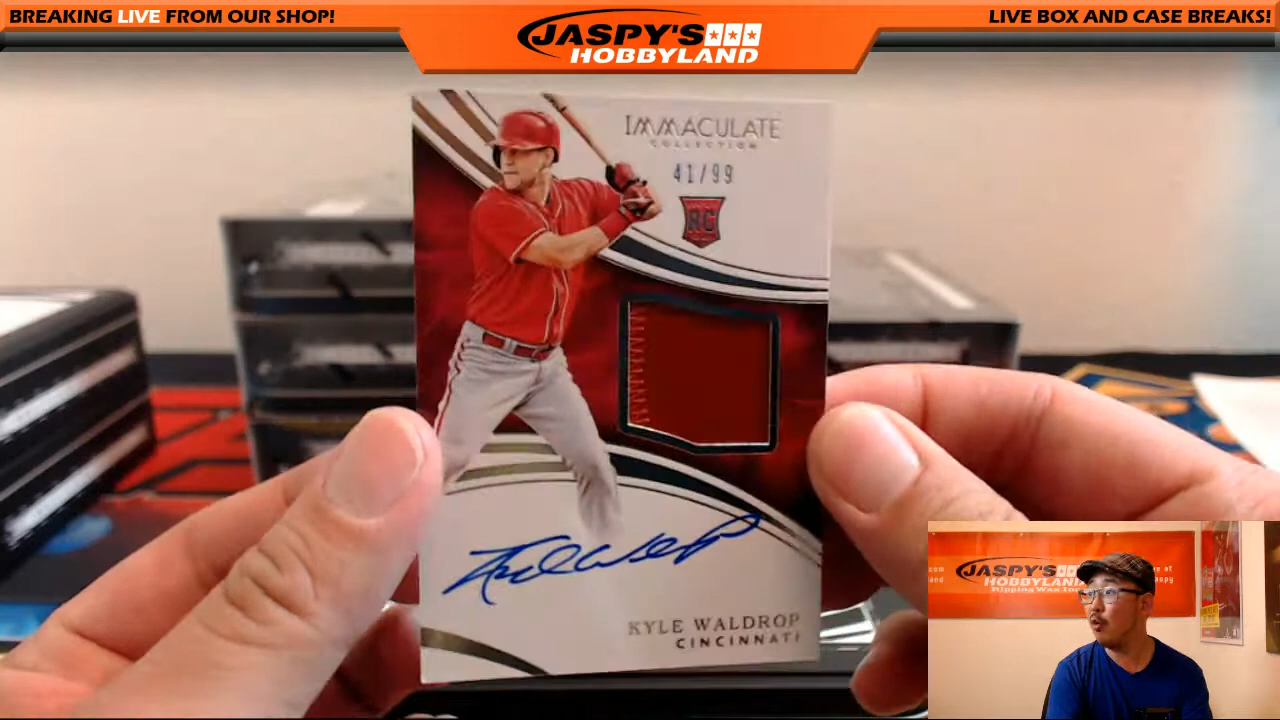 BREAKING LIVE FROM OUR SHOP!
JASPY'S
HOBBYLAND
LIVE BOX AND CASE BREAKS!
IMMACULATE
COLLECTION
41/99
RC
KYLE WALDROP
CINCINNATI
JASPY'S
HOBBYLAND